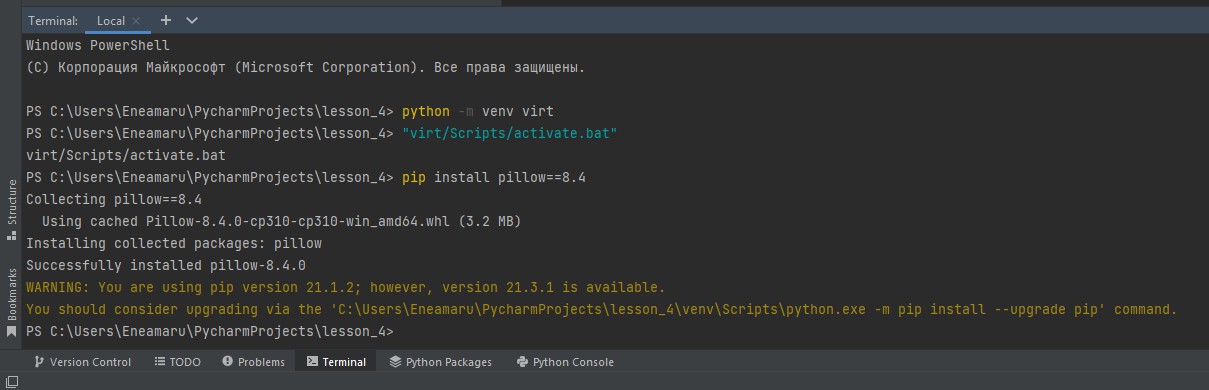 Terminal: Local × + 
Windows PowerShell
(C) Корпорация Майкрософт (Microsoft Corporation). Все права защищены.
PS C:\Users\Eneamaru\PycharmProjects\lesson_4> python -m venv virt
PS C:\Users\Eneamaru\PycharmProjects\lesson_4> "virt/Scripts/activate.bat"
virt/Scripts/activate.bat
PS C:\Users\Eneamaru\PycharmProjects\lesson_4> pip install pillow==8.4
Collecting pillow==8.4
  Using cached Pillow-8.4.0-cp310-cp310-win_amd64.whl (3.2 MB)
Installing collected packages: pillow
Successfully installed pillow-8.4.0
WARNING: You are using pip version 21.1.2; however, version 21.3.1 is available.
You should consider upgrading via the 'C:\Users\Eneamaru\PycharmProjects\lesson_4\venv\Scripts\python.exe -m pip install --upgrade pip' command.
PS C:\Users\Eneamaru\PycharmProjects\lesson_4>
Structure
Bookmarks
Version Control TODO Problems Terminal Python Packages Python Console